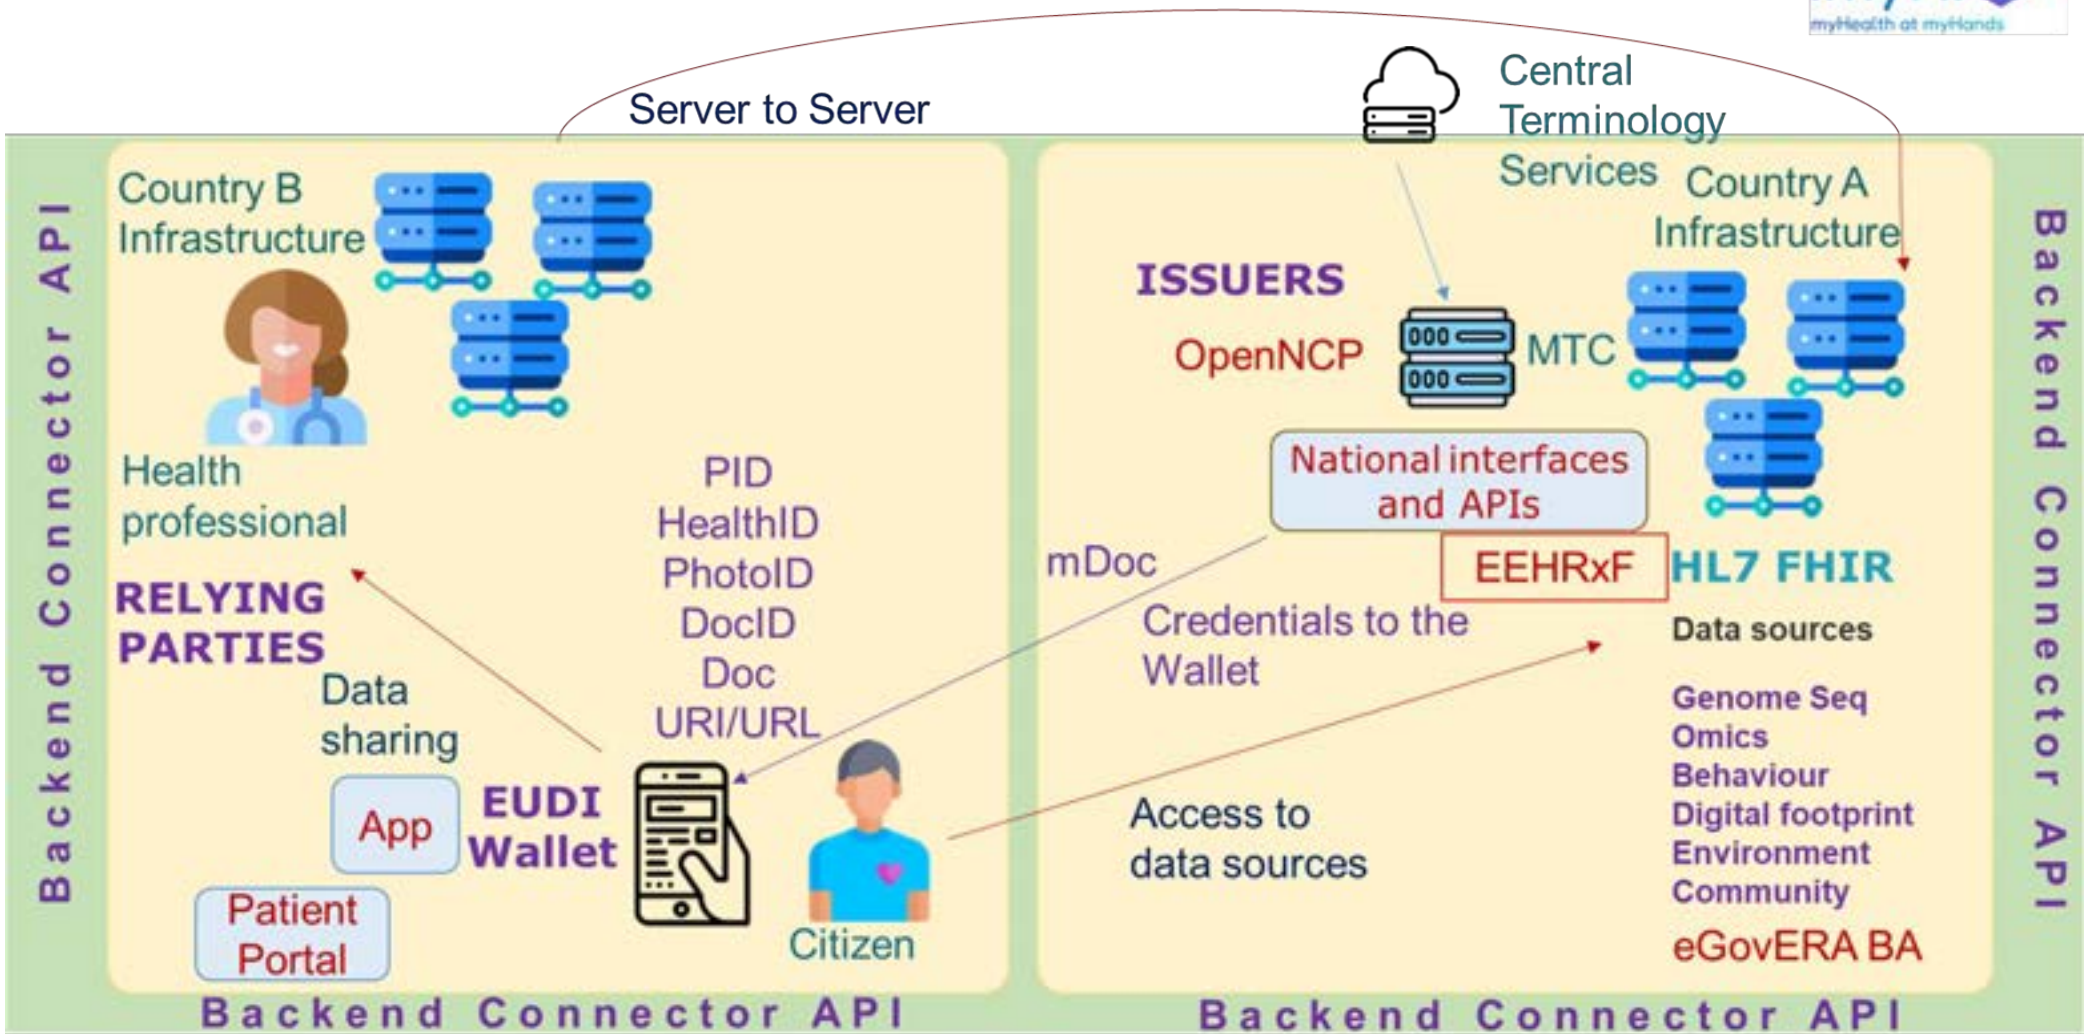 myHealth at myHands
Server to Server
Central
Terminology
Services
Country B
Infrastructure
Health
professional
RELYING
PARTIES
Data
sharing
App
Patient
Portal
EUDI
Wallet
PID
HealthID
PhotoID
DocID
Doc
URI/URL
Citizen
Country A
Infrastructure
ISSUERS
OpenNCP
MTC
National interfaces
and APIs
EEHRxF
HL7 FHIR
mDoc
Credentials to the
Wallet
Access to
data sources
Data sources
Genome Seq
Omics
Behaviour
Digital footprint
Environment
Community
eGovERA BA
Backend Connector API
Backend Connector API
Backend Connector API
Backend Connector API